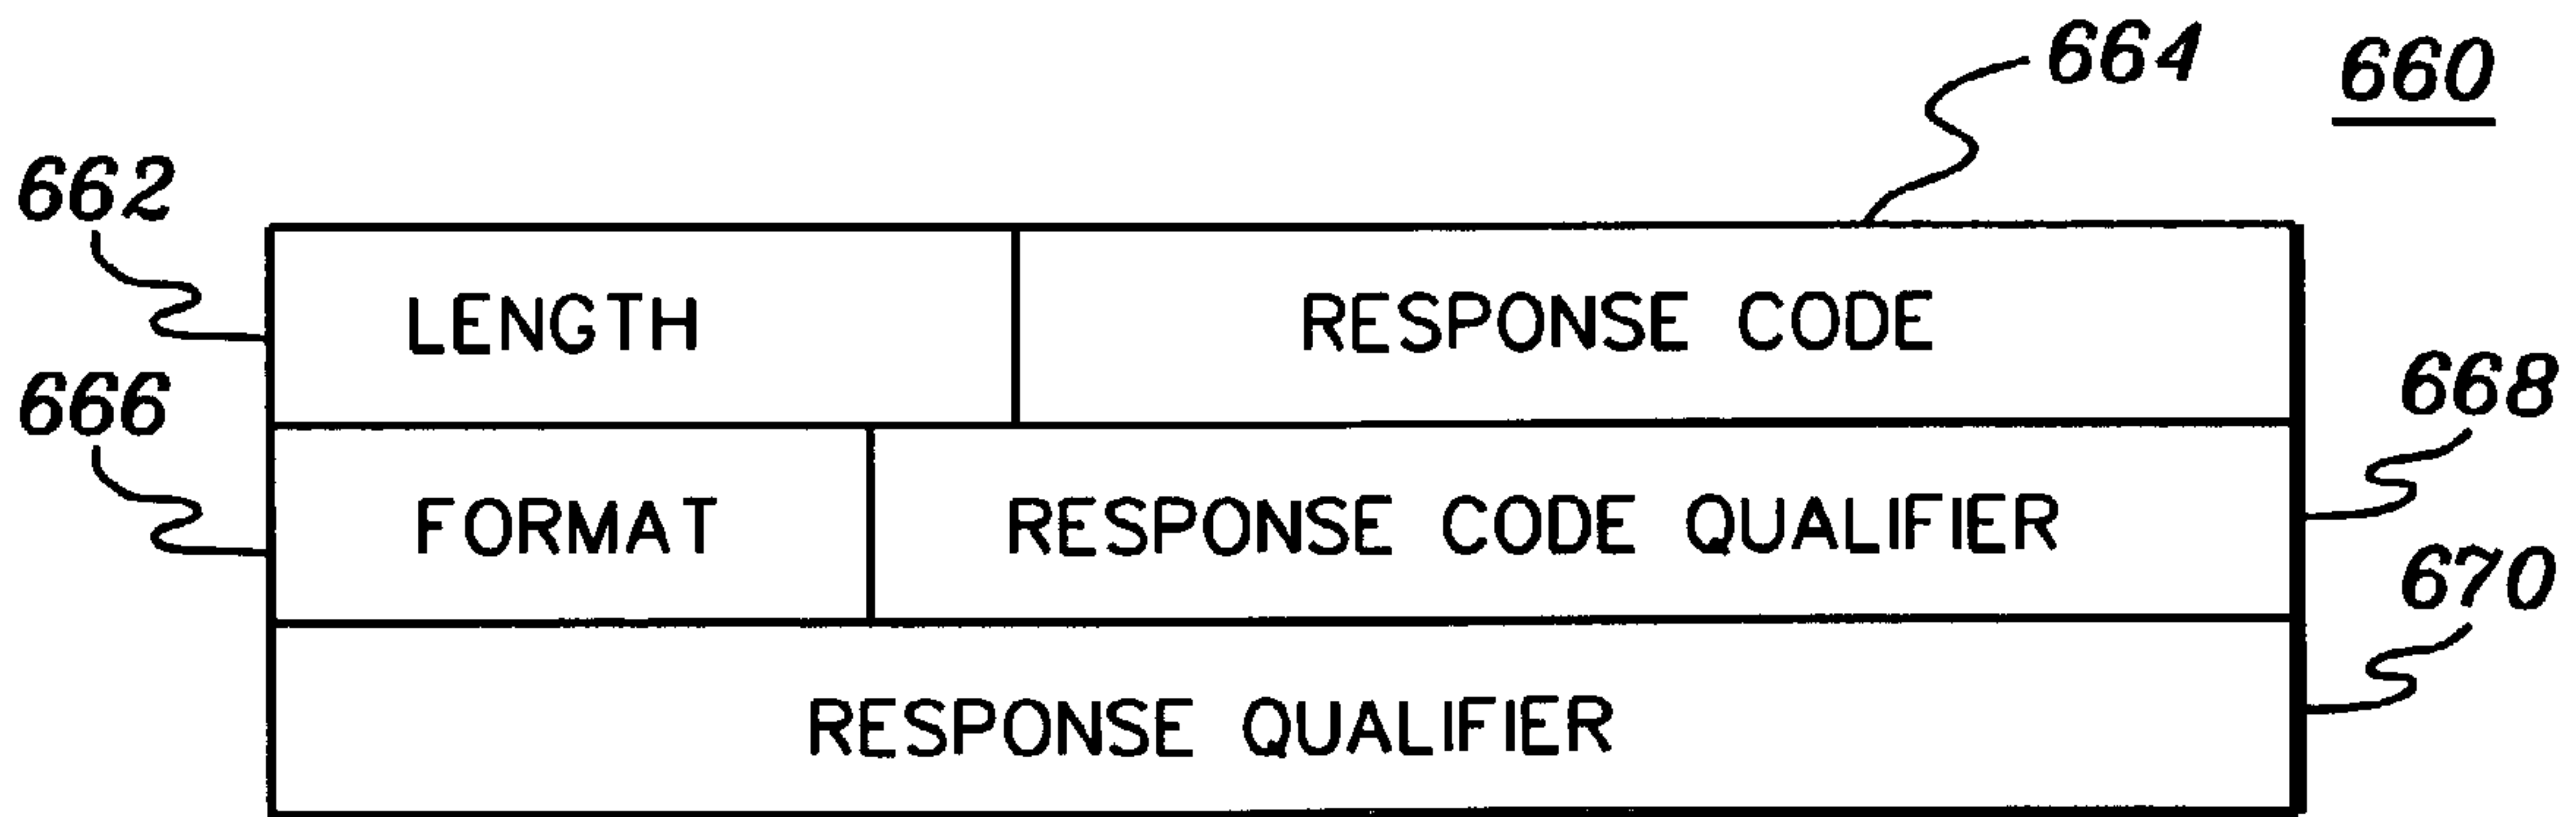 664
660
662
LENGTH
RESPONSE CODE
666
668
FORMAT
RESPONSE CODE QUALIFIER
670
RESPONSE QUALIFIER